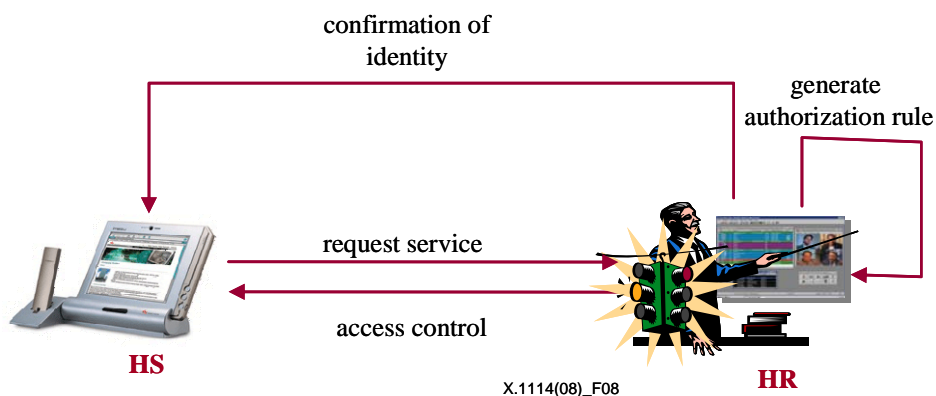 confirmation of
identity
generate
authorization rule
request service
access control
HS
HR
X.1114(08)_F08